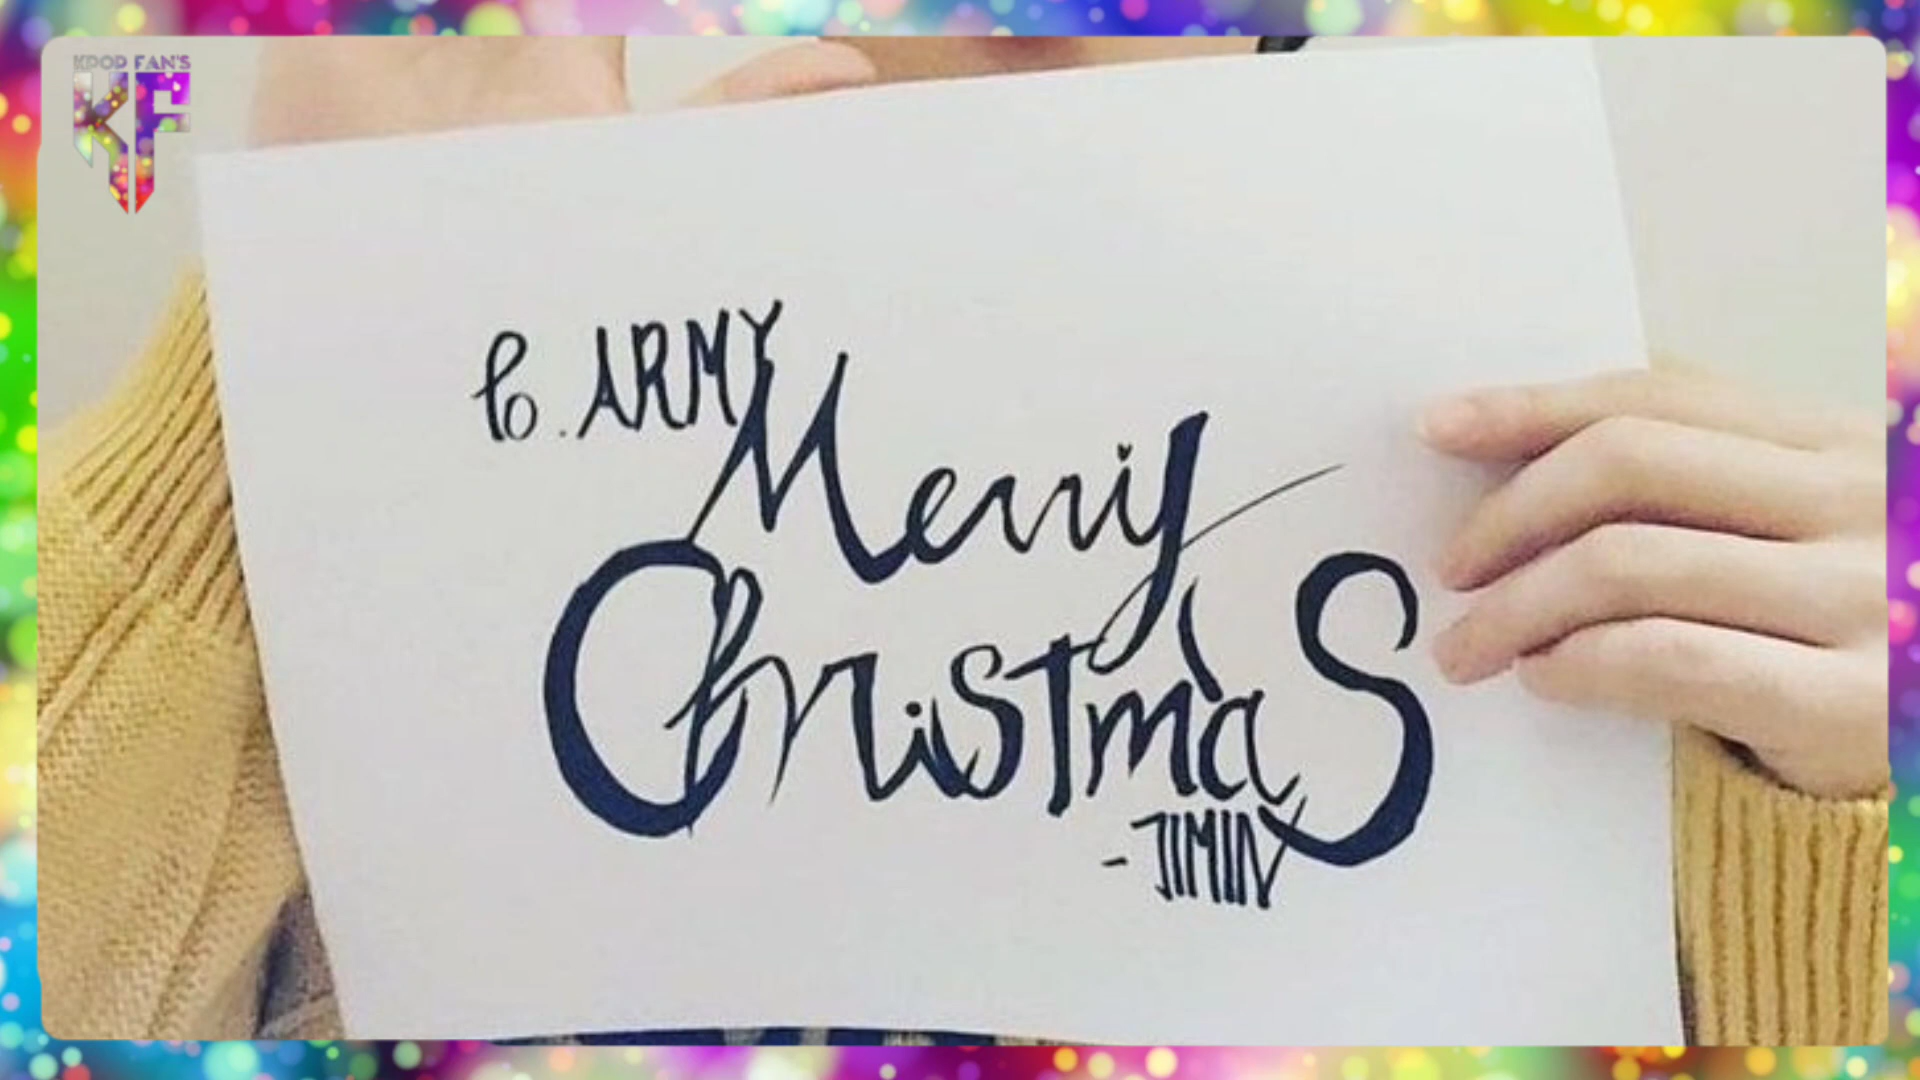 KPOP FAN'S
KF
to. ARMY
Merry
Christmas
- JIMIN